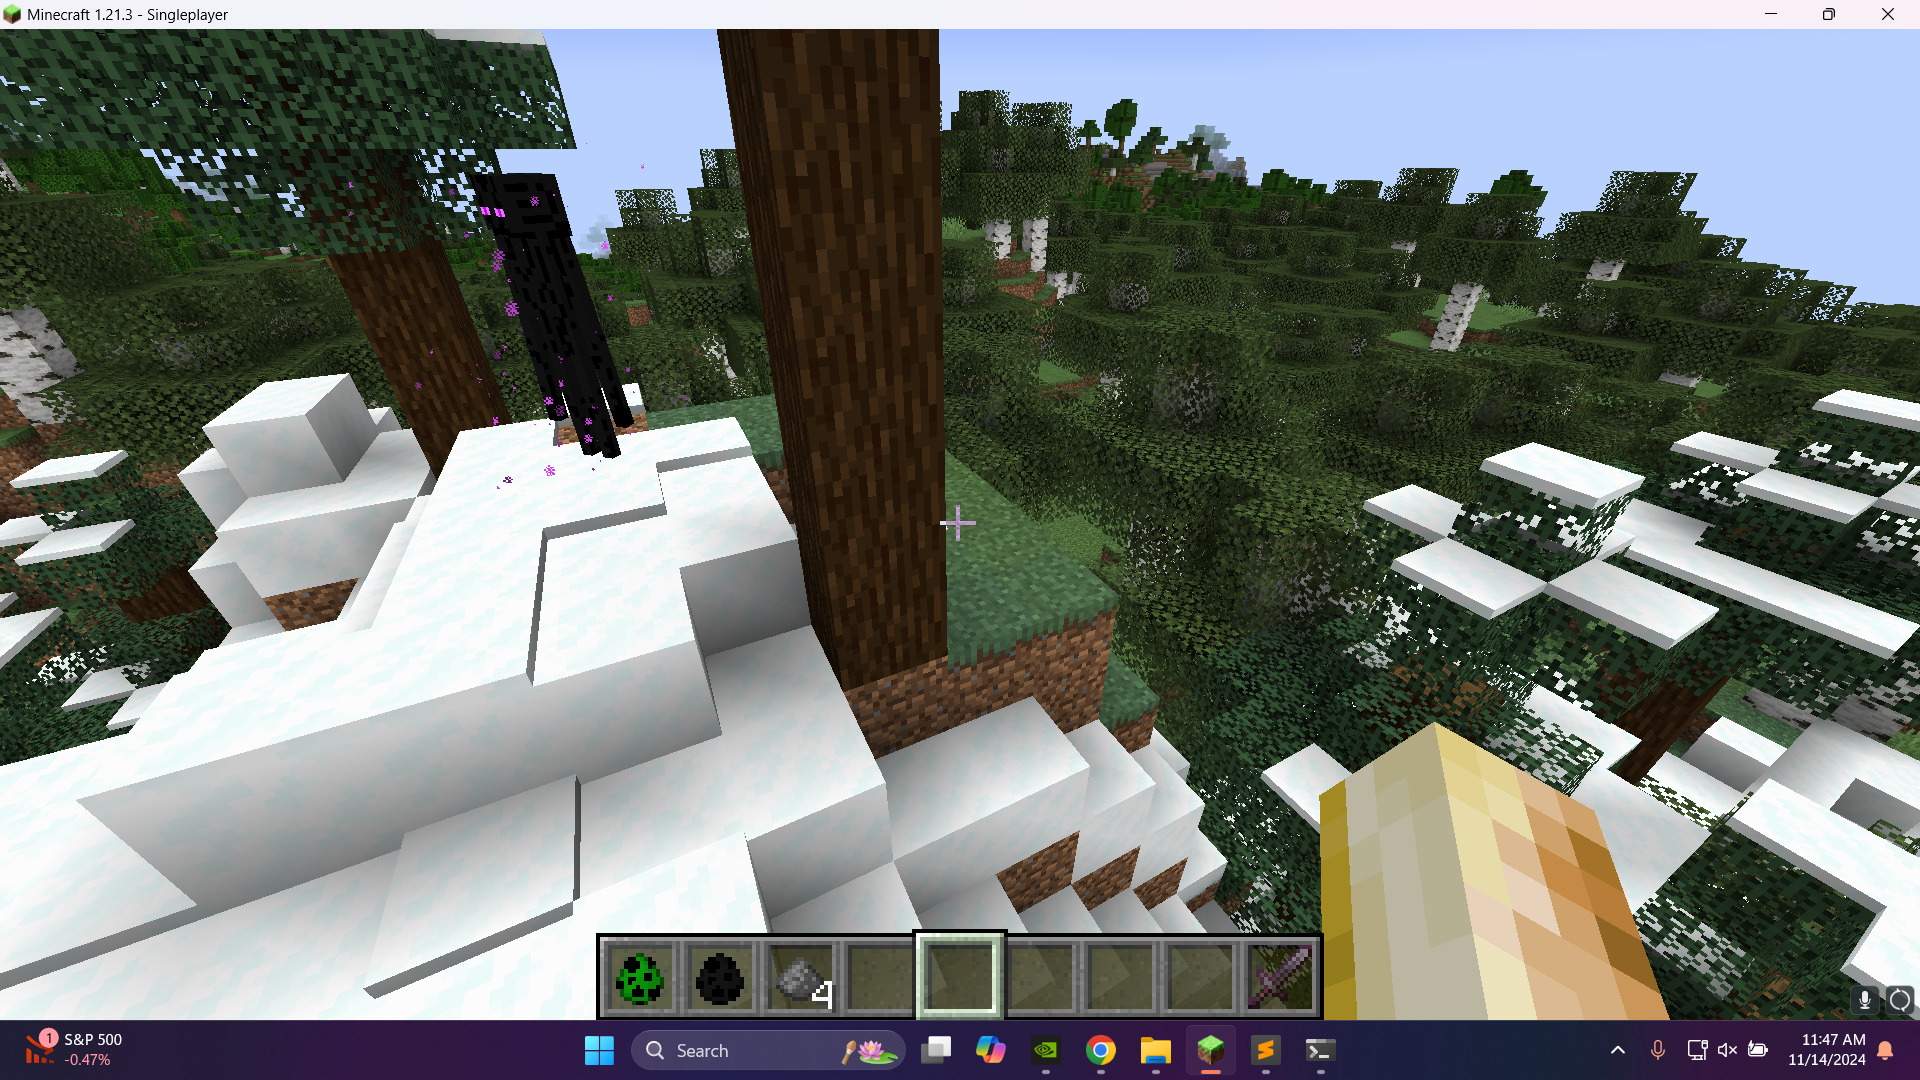 Minecraft 1.21.3 - Singleplayer
4
1
S&P 500
-0.47%
Search
11:47 AM
11/14/2024